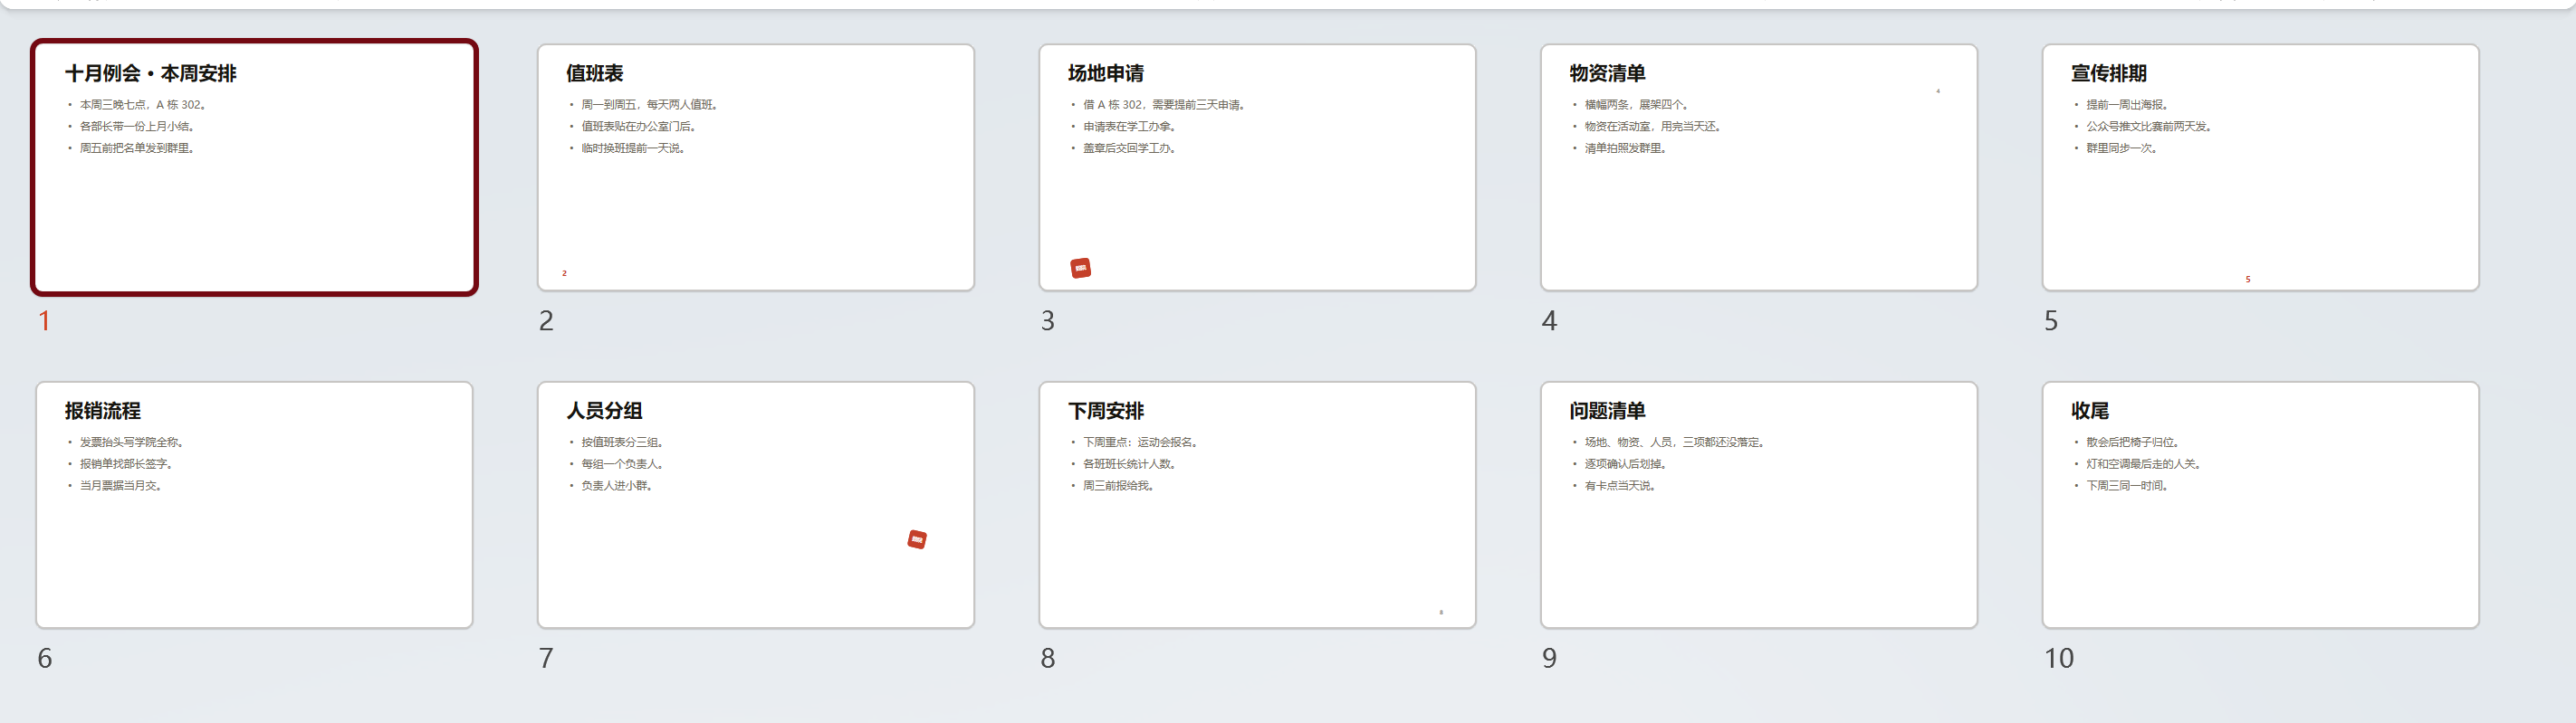 十月例会·本周安排
本周三晚七点，A 栋 302。
各部长带一份上月小结。
周五前把名单发到群里。
1
值班表
周一到周五，每天两人值班。
值班表贴在办公室门后。
临时换班提前一天说。
2
2
场地申请
借 A 栋 302，需要提前三天申请。
申请表在学工办拿。
盖章后交回学工办。
3
物资清单
4
横幅两条，展架四个。
物资在活动室，用完当天还。
清单拍照发群里。
4
宣传排期
提前一周出海报。
公众号推文比赛前两天发。
群里同步一次。
5
5
报销流程
发票抬头写学院全称。
报销单找部长签字。
当月票据当月交。
6
人员分组
按值班表分三组。
每组一个负责人。
负责人进小群。
7
下周安排
下周重点：运动会报名。
各班班长统计人数。
周三前报给我。
8
问题清单
场地、物资、人员，三项都还没落定。
逐项确认后划掉。
有卡点当天说。
9
收尾
散会后把椅子归位。
灯和空调最后走的人关。
下周三同一时间。
10